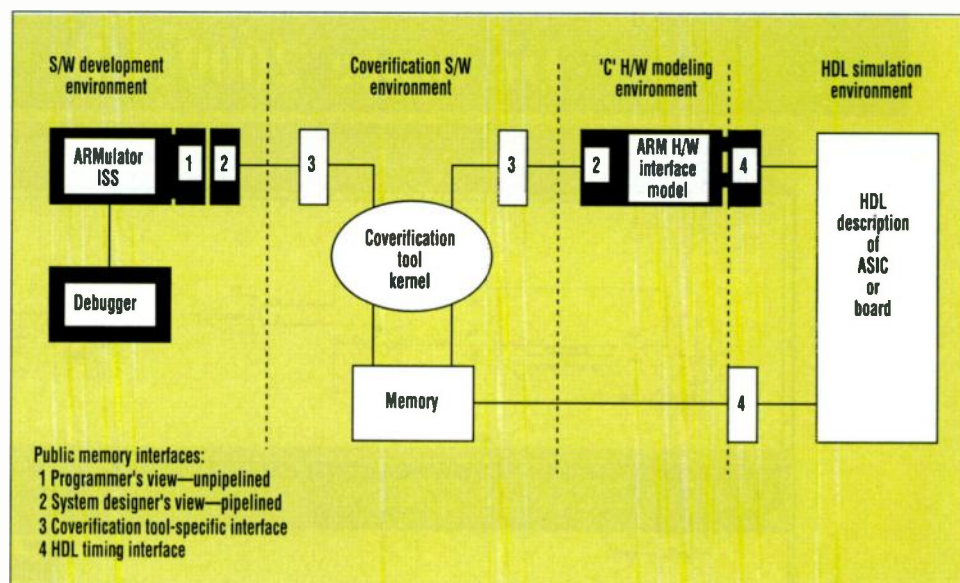 S/W development
environment
Coverification S/W
environment
'C' H/W modeling
environment
HDL simulation
environment
ARMulator
ISS
1
2
3
3
2
ARM H/W
interface
model
4
HDL
description
of
ASIC
or
board
Coverification
tool
kernel
Debugger
Memory
4
Public memory interfaces:
1 Programmer's view—unpipelined
2 System designer's view—pipelined
3 Coverification tool-specific interface
4 HDL timing interface